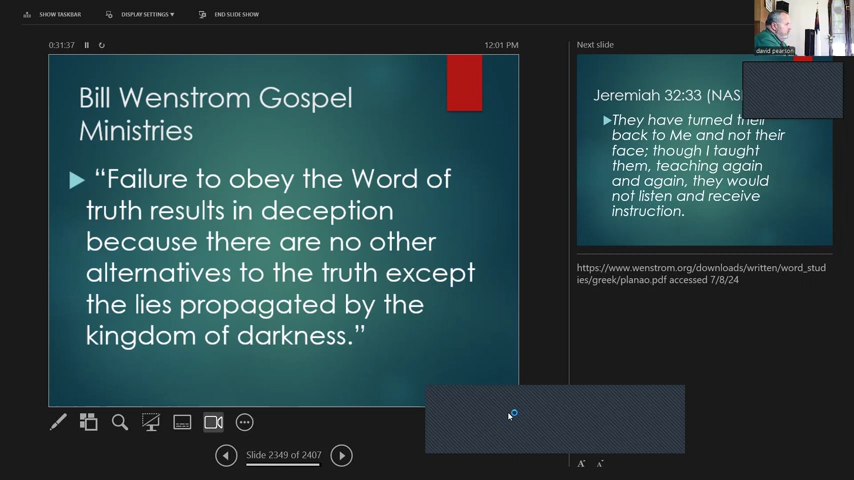 SHOW TASKBAR
DISPLAY SETTINGS ▼
END SLIDE SHOW
0:31:37
12:01 PM
Bill Wenstrom Gospel
Ministries
“Failure to obey the Word of
truth results in deception
because there are no other
alternatives to the truth except
the lies propagated by the
kingdom of darkness.”
Slide 2349 of 2407
Next slide
Jeremiah 32:33
They have turned their
back to Me and not their
face; though I taught
them, teaching again
and again, they would
not listen and receive
instruction.
https://www.wenstrom.org/downloads/written/word_stud
ies/greek/planao.pdf accessed 7/8/24
A A
david pearson